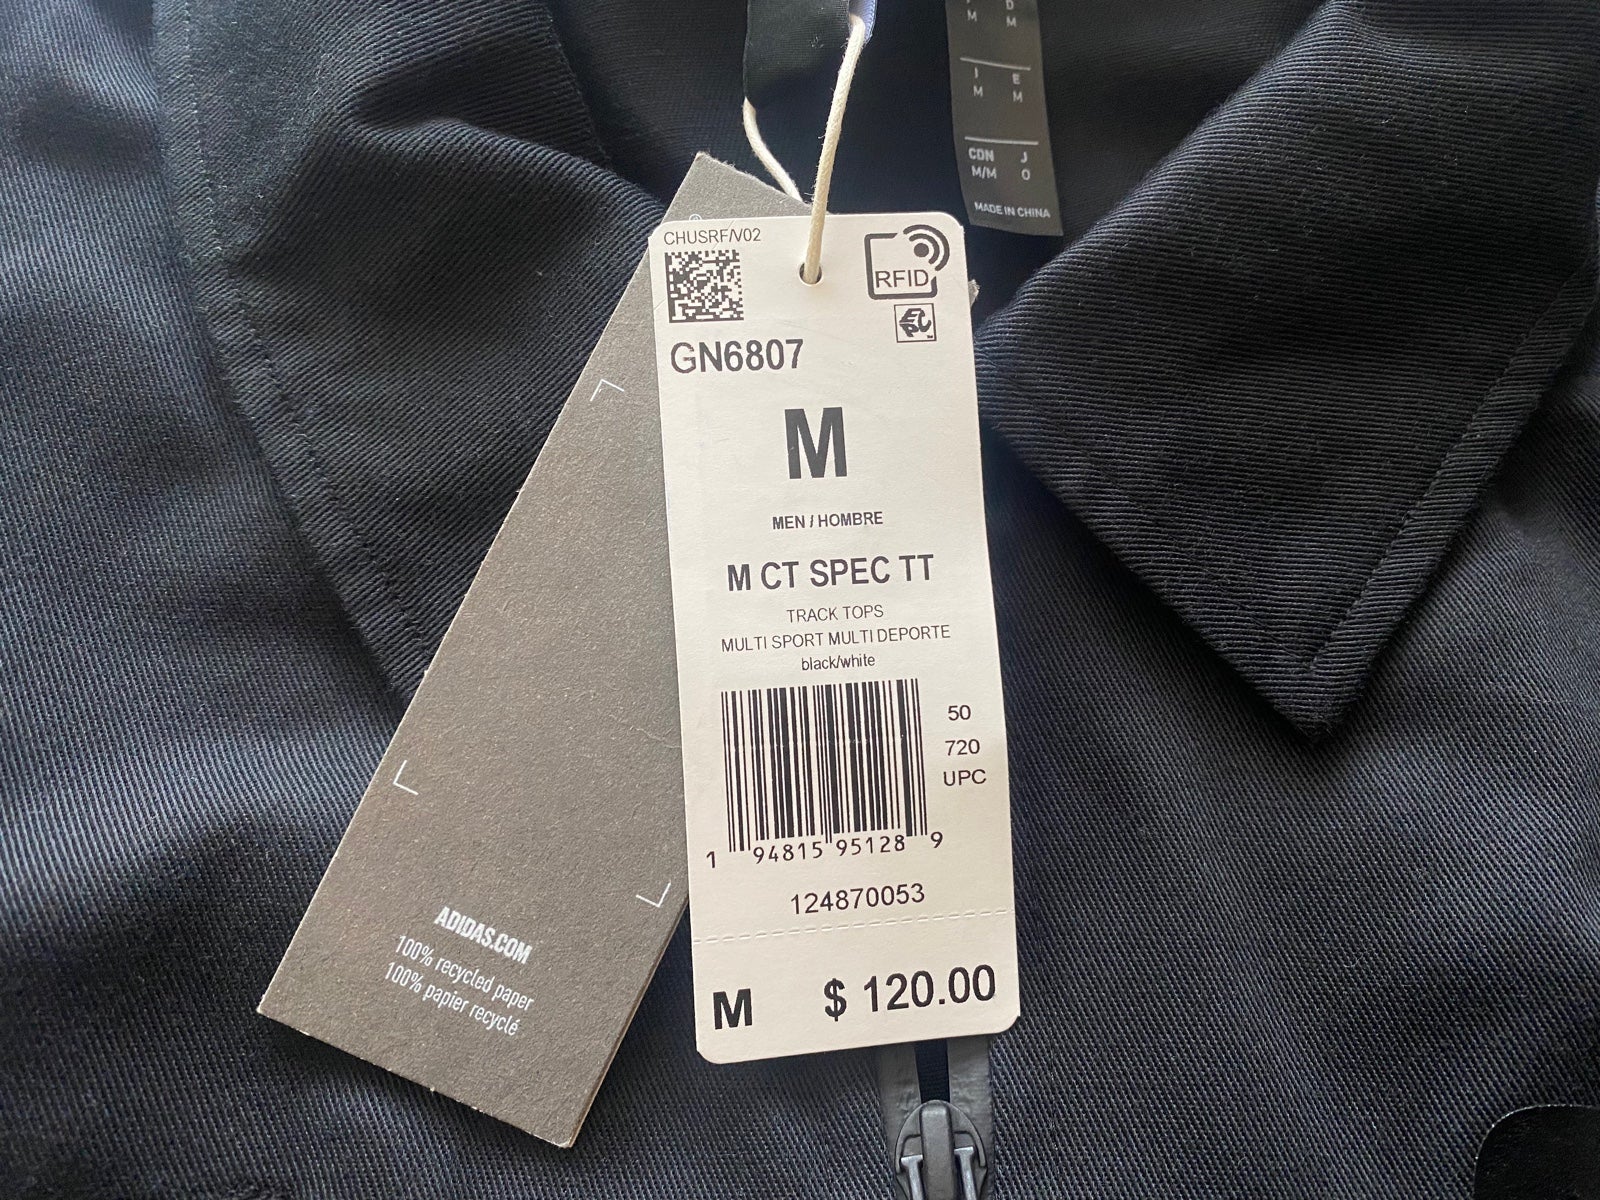 D
M
M
I
E
M
M
CDN
J
M/M
O
MADE IN CHINA
CHUSRF/V02
RFID
GN6807
M
MEN / HOMBRE
M CT SPEC TT
TRACK TOPS
MULTI SPORT MULTI DEPORTE
black/white
50
720
UPC
1 94815 95128 9
124870053
M $ 120.00
ADIDAS.COM
100% recycled paper
100% papier recyclé